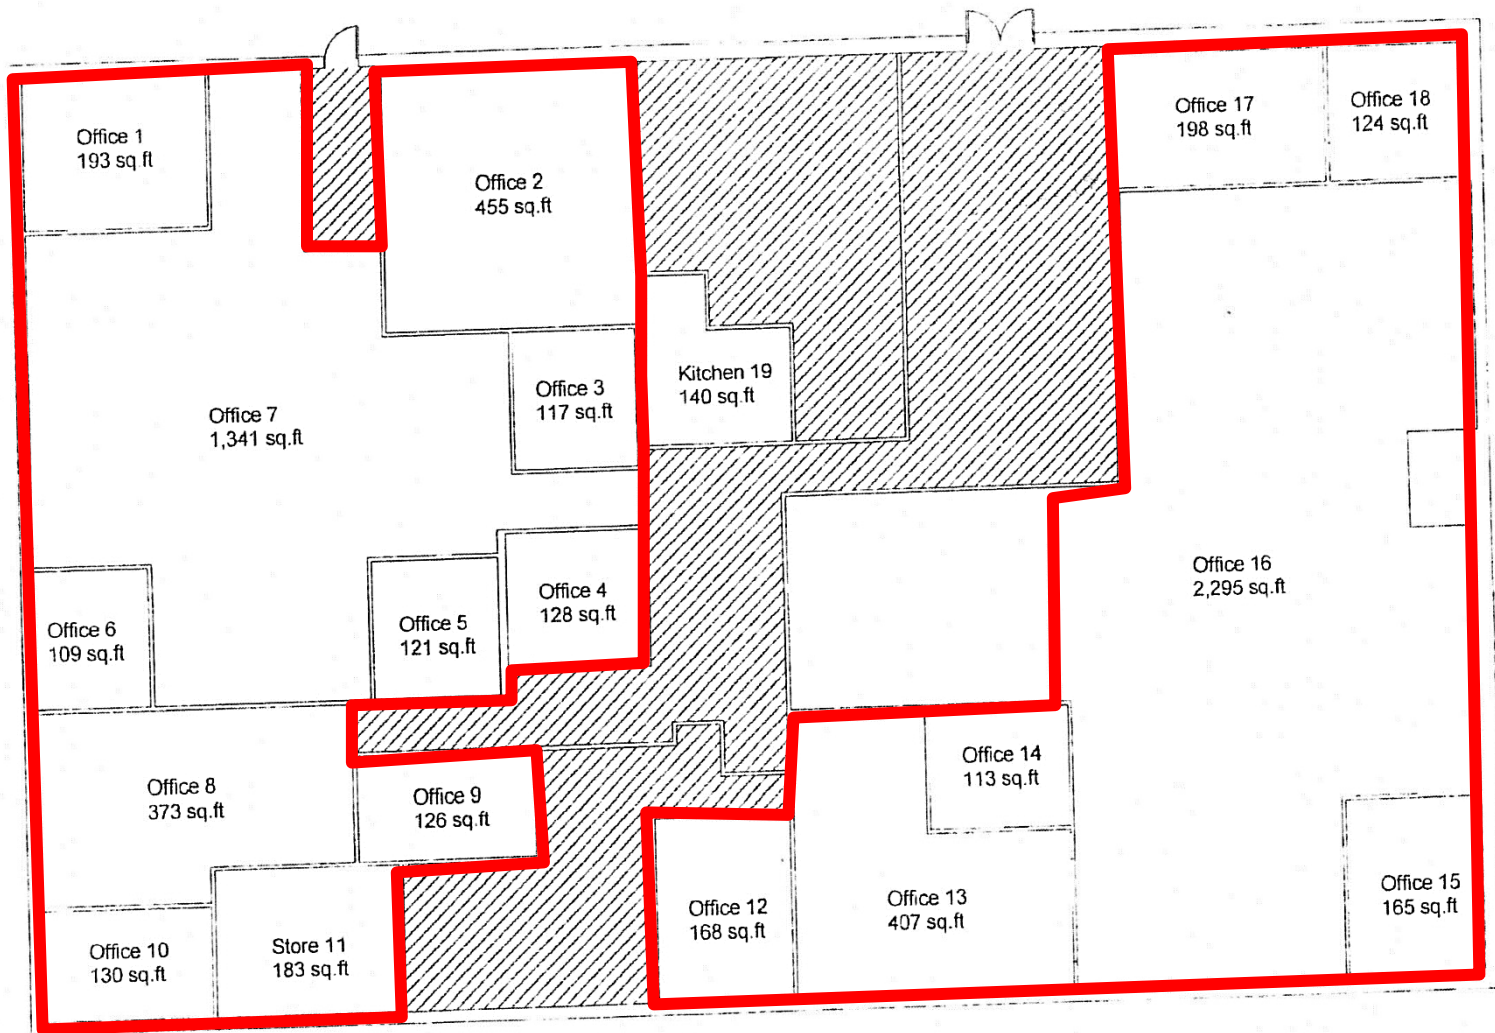 Office 1
193 sq.ft
Office 2
455 sq.ft
Office 17
198 sq.ft
Office 18
124 sq.ft
Office 3
117 sq.ft
Kitchen 19
140 sq.ft
Office 7
1,341 sq.ft
Office 16
2,295 sq.ft
Office 6
109 sq.ft
Office 5
121 sq.ft
Office 4
128 sq.ft
Office 8
373 sq.ft
Office 9
126 sq.ft
Office 14
113 sq.ft
Office 10
130 sq.ft
Store 11
183 sq.ft
Office 12
168 sq.ft
Office 13
407 sq.ft
Office 15
165 sq.ft